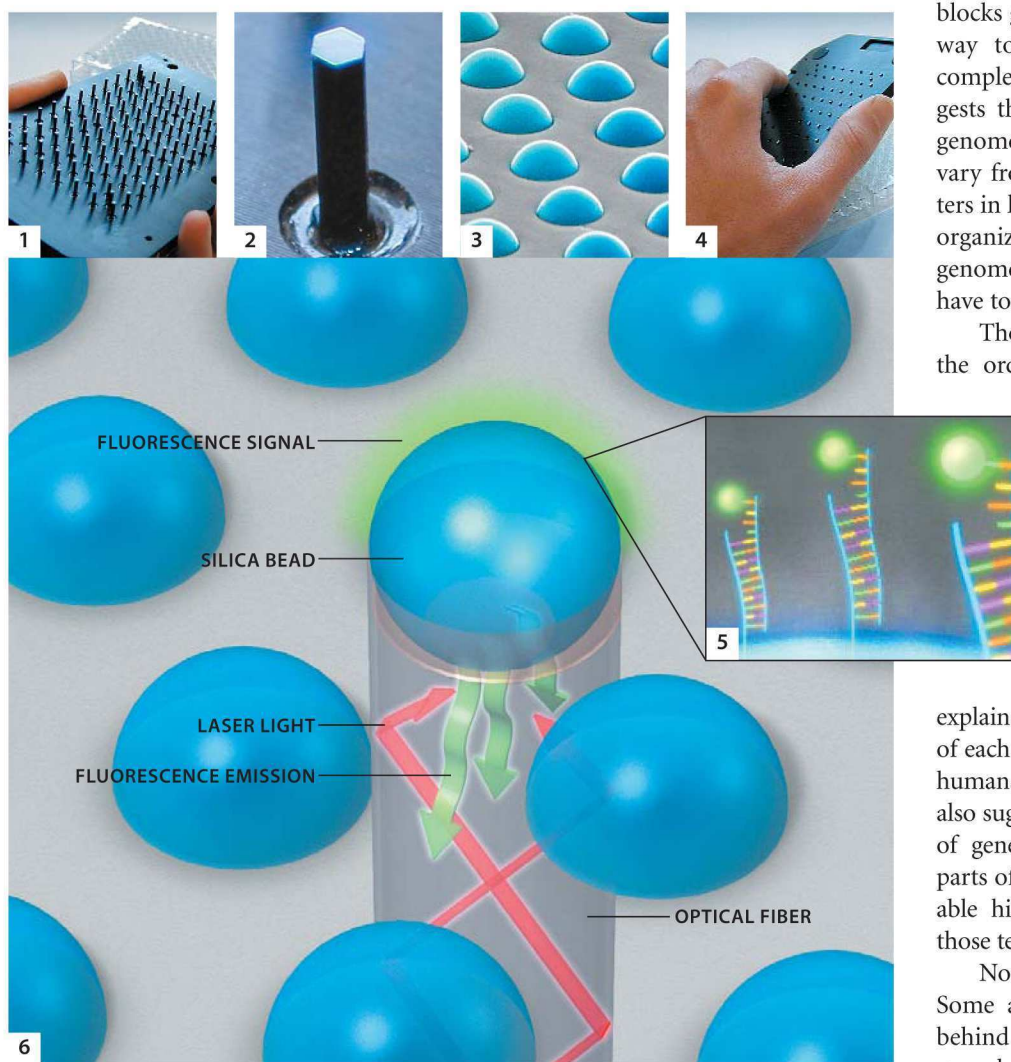 1
2
3
4
FLUORESCENCE SIGNAL
SILICA BEAD
LASER LIGHT
FLUORESCENCE EMISSION
OPTICAL FIBER
5
6
blocks
way to
comple
gests th
genome
vary fro
ters in
organiz
genome
have to
The
the
explain
of each
human
also sug
of gene
parts of
able hi
those te
No
Some a
behind